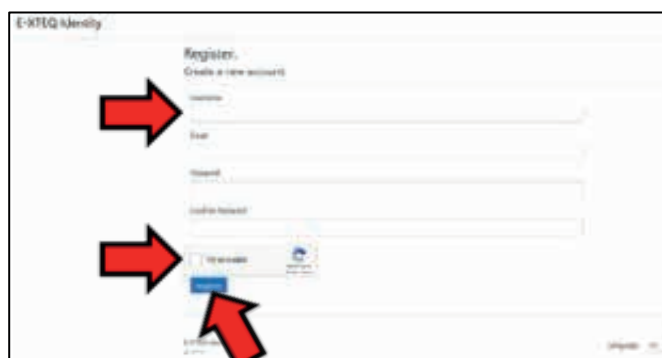 E-XTEQ Identity
Register.
Create a new account.
Username
Email
Password
Confirm Password
I'm not a robot
Register